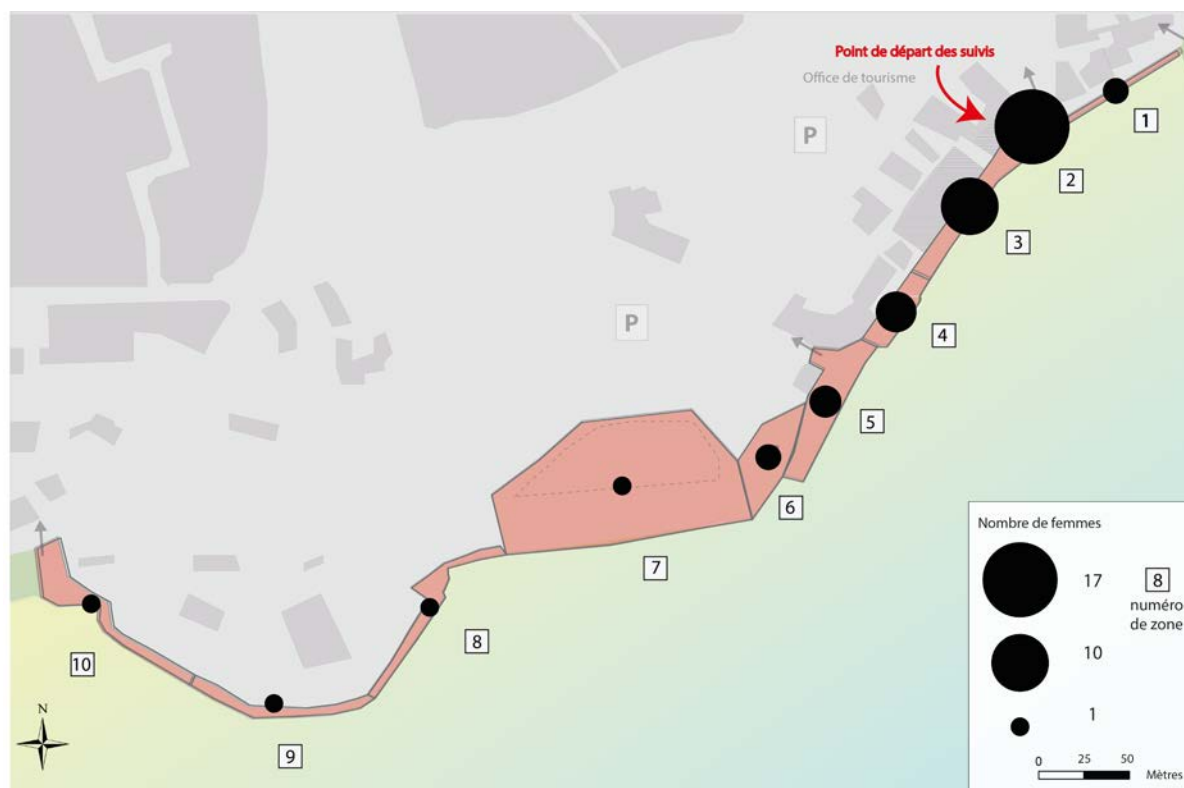 Point de départ des suivis
Office de tourisme
P
P
1
2
3
4
5
6
7
8
9
10
N
Nombre de femmes
17
8
numéro
de zone
10
1
0 25 50
Mètres